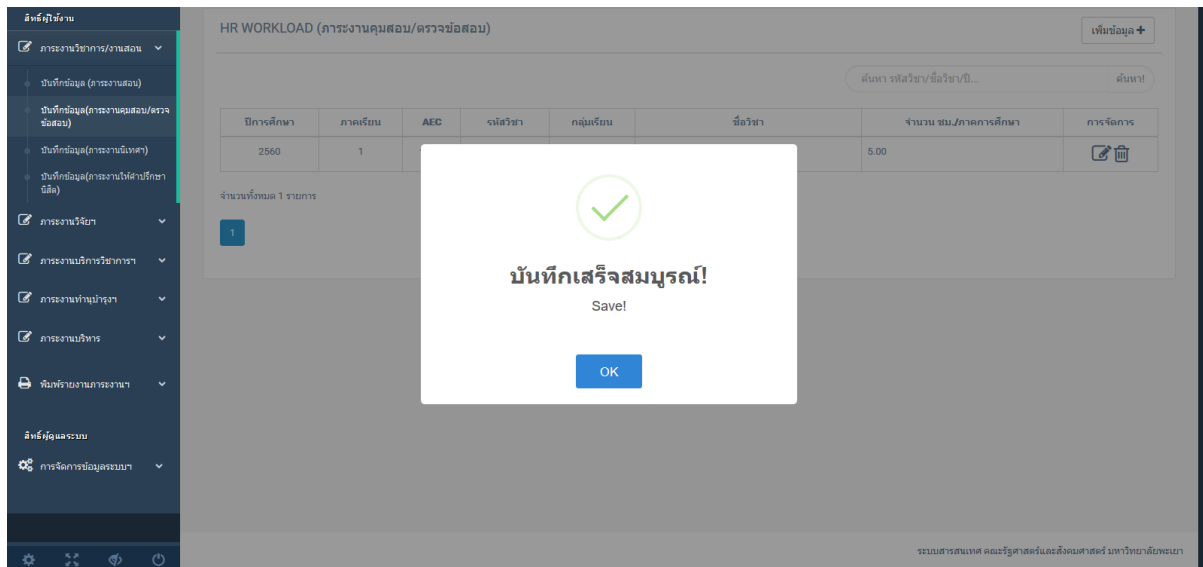 สิทธิ์ผู้ใช้งาน
ภาระงานวิชาการ/งานสอน
บันทึกข้อมูล (ภาระงานสอน)
บันทึกข้อมูล(ภาระงานคุมสอบ/ตรวจ
ข้อสอบ)
บันทึกข้อมูล(ภาระงานนิเทศฯ)
บันทึกข้อมูล(ภาระงานให้คำปรึกษา
นิสิต)
ภาระงานวิจัยฯ
ภาระงานบริการวิชาการฯ
ภาระงานทำนุบำรุงฯ
ภาระงานบริหาร
พิมพ์รายงานภาระงานฯ
สิทธิ์ผู้ดูแลระบบ
การจัดการข้อมูลระบบฯ
HR WORKLOAD (ภาระงานคุมสอบ/ตรวจข้อสอบ)
เพิ่มข้อมูล
ค้นหา รหัสวิชา/ชื่อวิชา/ปี... ค้นหา!
ปีการศึกษา ภาคเรียน AEC รหัสวิชา กลุ่มเรียน ชื่อวิชา จำนวน ชม./ภาคการศึกษา การจัดการ
2560 1 5.00
จำนวนทั้งหมด 1 รายการ
1
บันทึกเสร็จสมบูรณ์!
Save!
OK
ระบบสารสนเทศ คณะรัฐศาสตร์และสังคมศาสตร์ มหาวิทยาลัยพะเยา